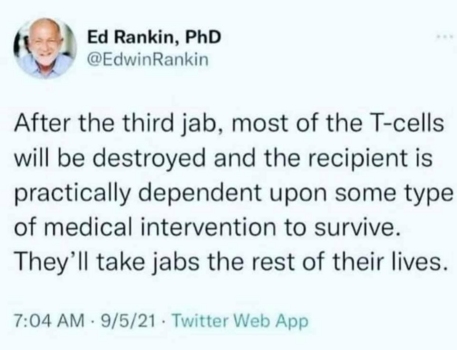 Ed Rankin, PhD
@EdwinRankin
After the third jab, most of the T-cells
will be destroyed and the recipient is
practically dependent upon some type
of medical intervention to survive.
They’ll take jabs the rest of their lives.
7:04 AM · 9/5/21 · Twitter Web App